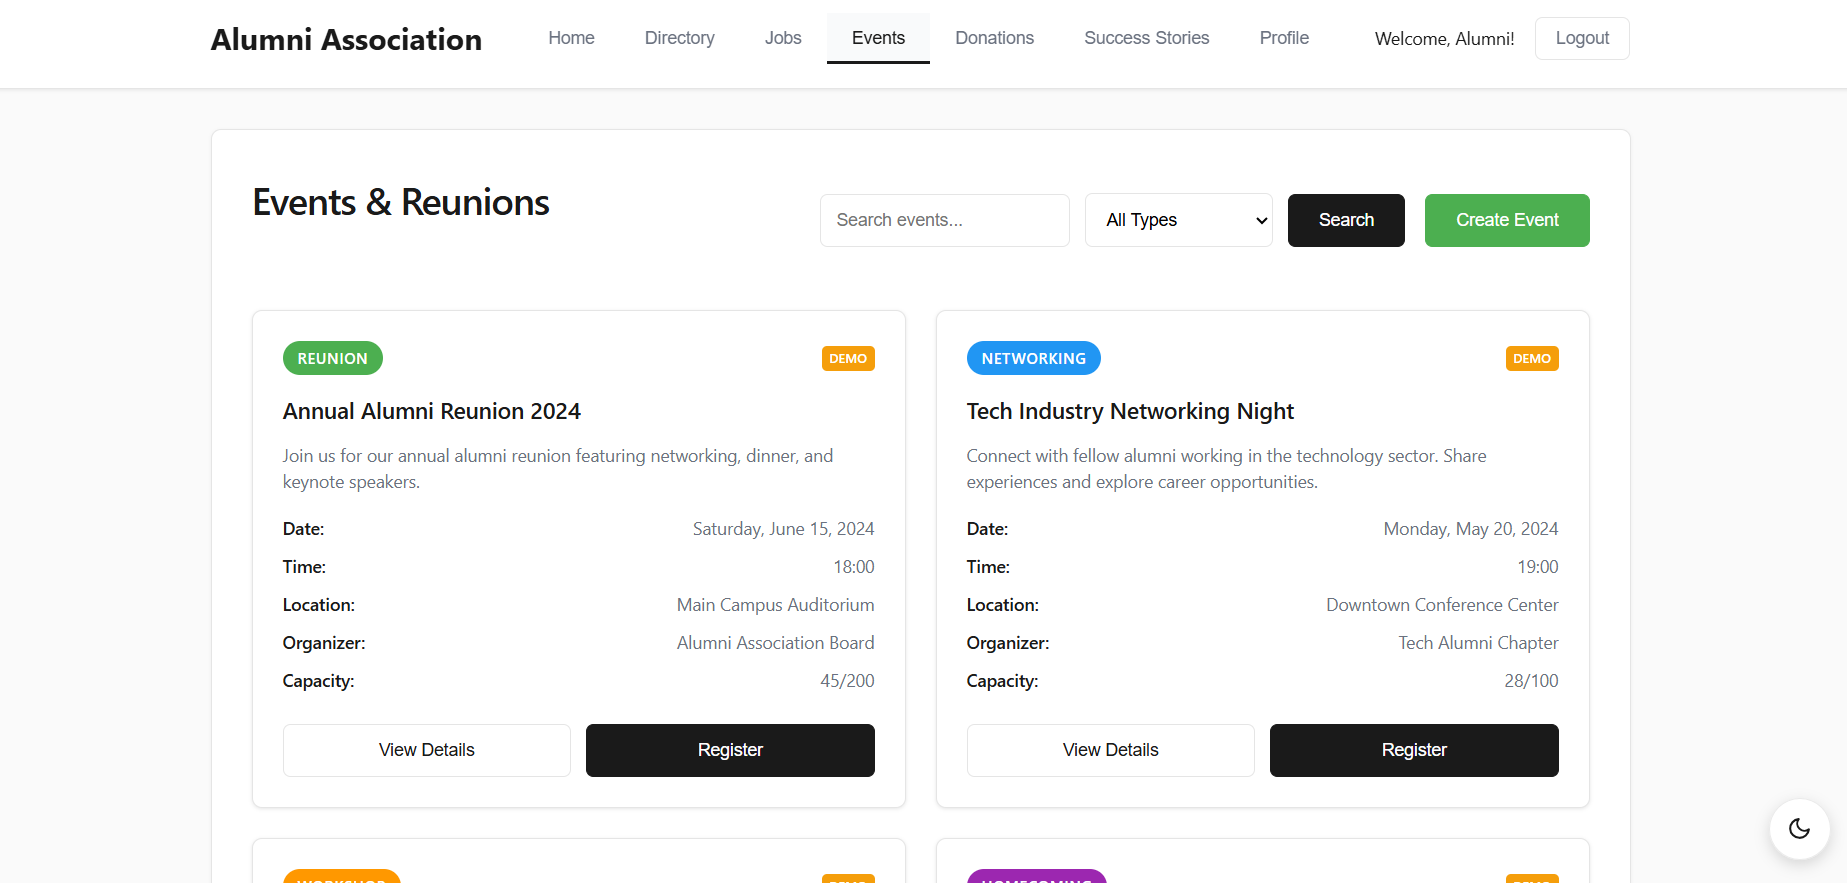 Alumni Association
Home
Directory
Jobs
Events
Donations
Success Stories
Profile
Welcome, Alumni!
Logout
Events & Reunions
Search events...
All Types
Search
Create Event
REUNION
DEMO
Annual Alumni Reunion 2024
Join us for our annual alumni reunion featuring networking, dinner, and
keynote speakers.
Date: Saturday, June 15, 2024
Time: 18:00
Location: Main Campus Auditorium
Organizer: Alumni Association Board
Capacity: 45/200
View Details
Register
NETWORKING
DEMO
Tech Industry Networking Night
Connect with fellow alumni working in the technology sector. Share
experiences and explore career opportunities.
Date: Monday, May 20, 2024
Time: 19:00
Location: Downtown Conference Center
Organizer: Tech Alumni Chapter
Capacity: 28/100
View Details
Register
WORKSHOP
DEMO
HOMECOMING
DEMO